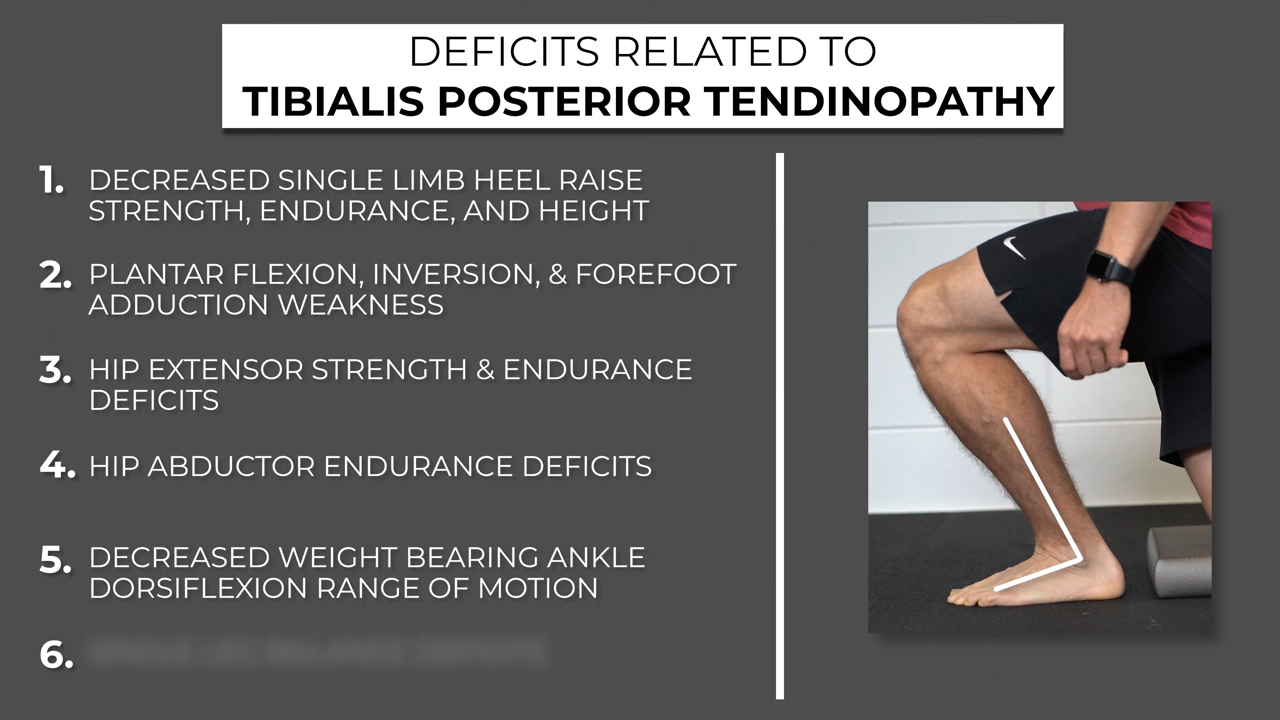 DEFICITS RELATED TO
TIBIALIS POSTERIOR TENDINOPATHY
1. DECREASED SINGLE LIMB HEEL RAISE
STRENGTH, ENDURANCE, AND HEIGHT
2. PLANTAR FLEXION, INVERSION, & FOREFOOT
ADDUCTION WEAKNESS
3. HIP EXTENSOR STRENGTH & ENDURANCE
DEFICITS
4. HIP ABDUCTOR ENDURANCE DEFICITS
5. DECREASED WEIGHT BEARING ANKLE
DORSIFLEXION RANGE OF MOTION
6.